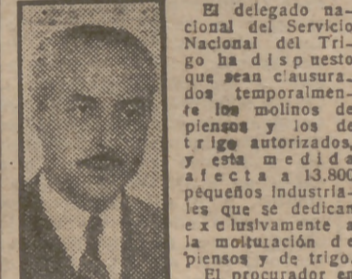 El delegado na-
cional del Servicio
Nacional del Tri-
go ha dispuesto
que sean clausura-
dos temporalmen-
te los molinos de
piensos y los de
trigo autorizados,
y esta medida
afecta a 13.800
pequeños industria-
les que se dedican
exclusivamente a
la molturación de
piensos y de trigo.
El procurador en